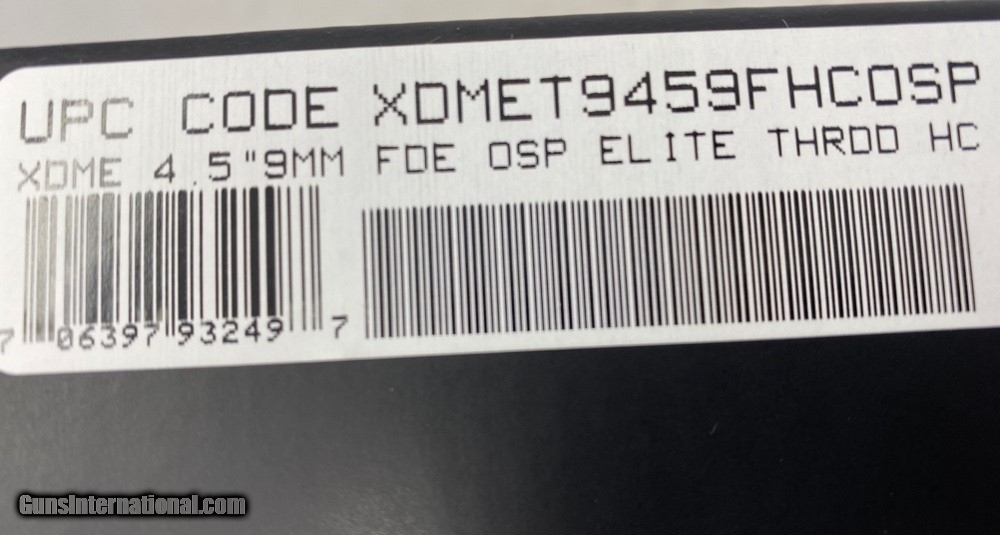 UPC CODE XDMET9459FHCOSP
XDME 4.5"9MM FDE OSP ELITE THRDD HC
7 06397 93249 7
GunsInternational.com